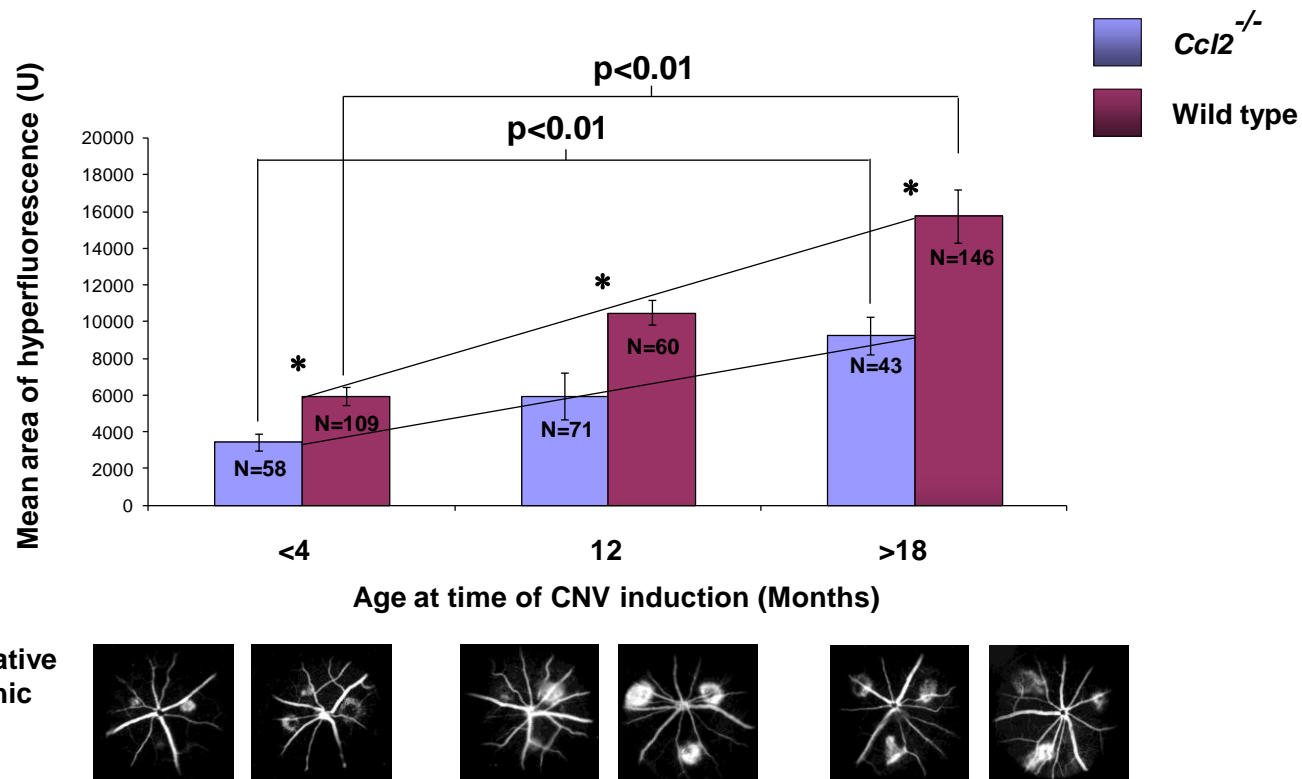 Ccl2-/-
Wild type
Mean area of hyperfluorescence (U)
p<0.01
p<0.01
20000
18000
16000
14000
12000
10000
8000
6000
4000
2000
0
*
*
*
N=58
N=109
N=71
N=60
N=43
N=146
<4
12
>18
Age at time of CNV induction (Months)
ative
nic